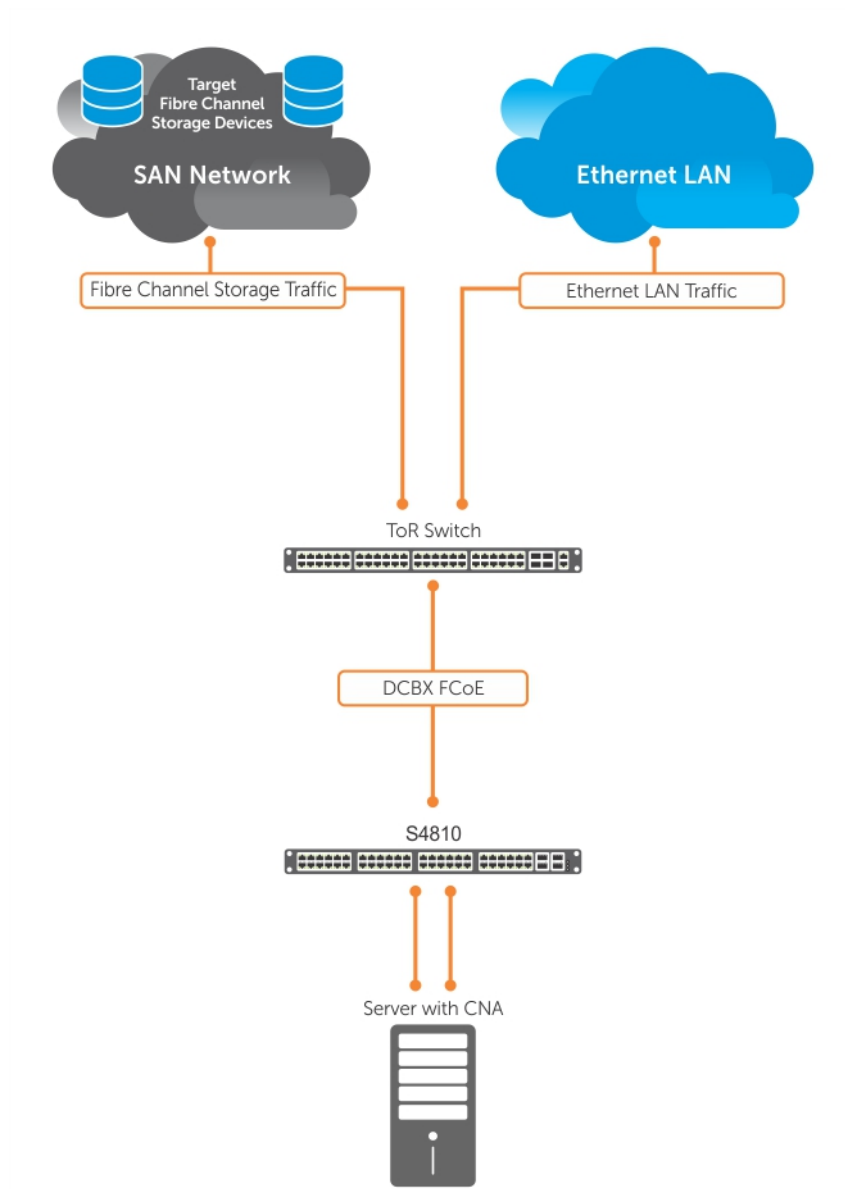 Target
Fibre Channel
Storage Devices
SAN Network
Ethernet LAN
Fibre Channel Storage Traffic
Ethernet LAN Traffic
ToR Switch
DCBX FCoE
S4810
Server with CNA